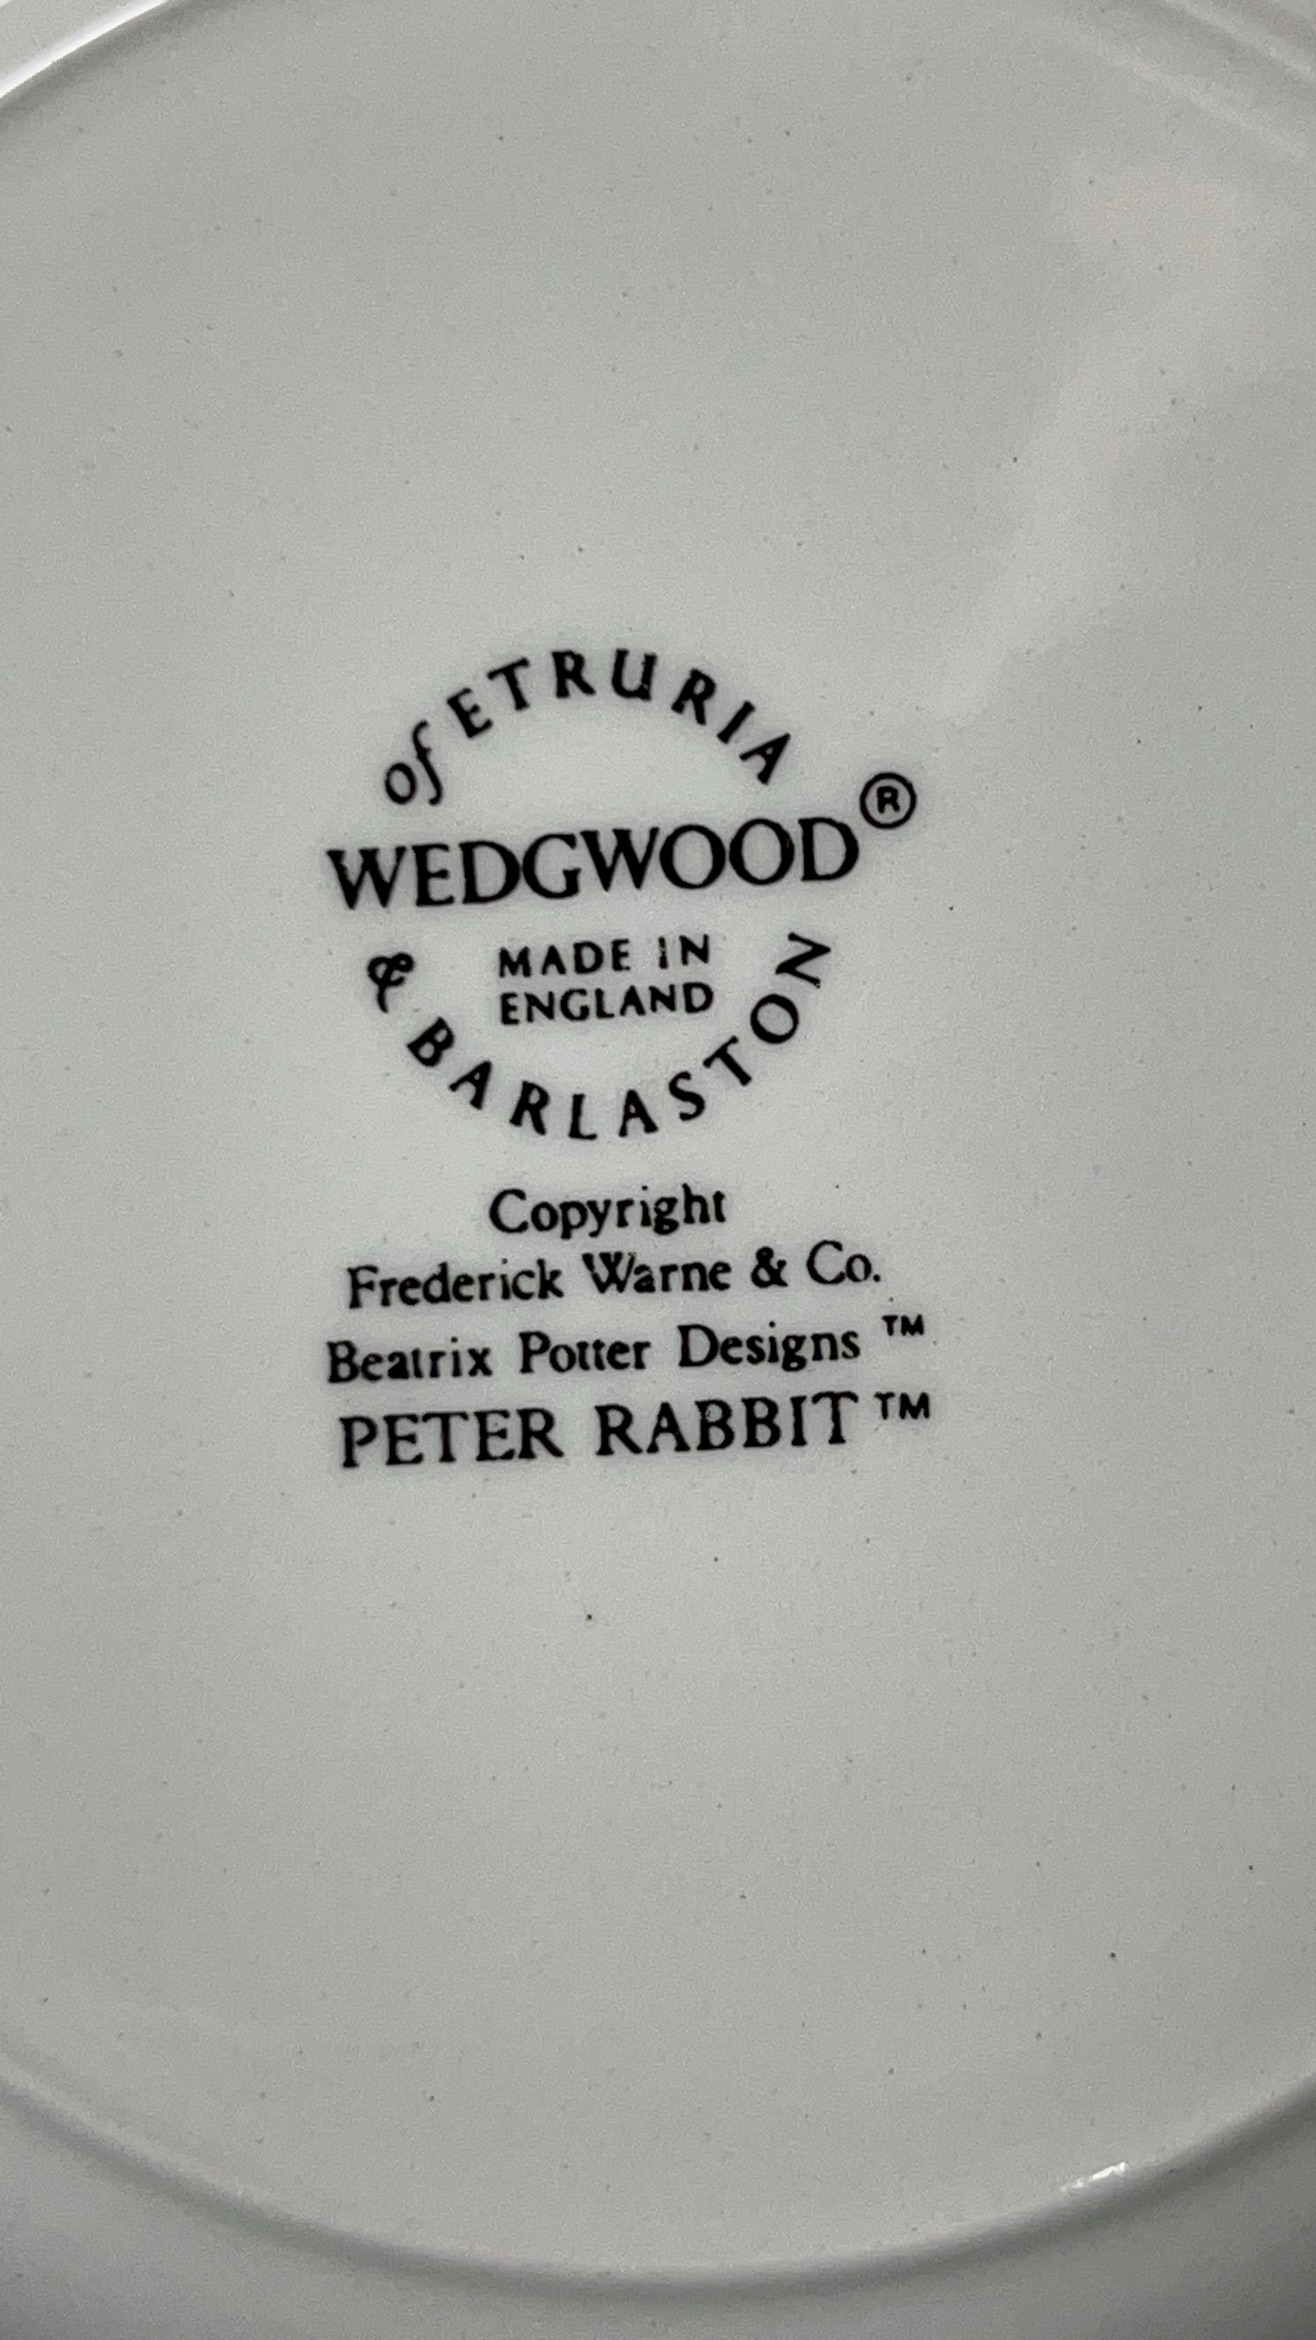 of ETRURIA
WEDGWOOD®
MADE IN
ENGLAND
& BARLASTON
Copyright
Frederick Warne & Co.
Beatrix Potter Designs ™
PETER RABBIT ™